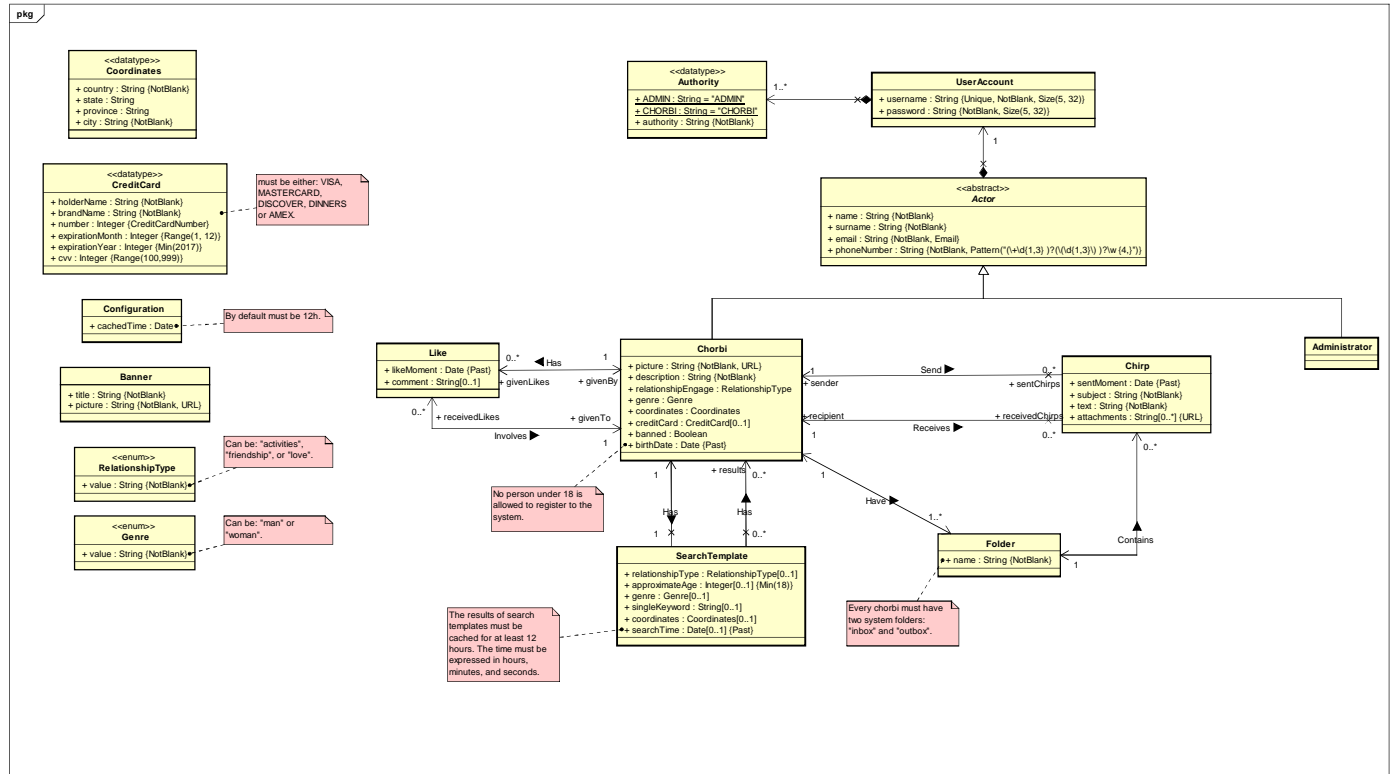 pkg
<<datatype>>
Coordinates
+ country : String {NotBlank}
+ state : String
+ province : String
+ city : String {NotBlank}
<<datatype>>
CreditCard
+ holderName : String {NotBlank}
+ brandName : String {NotBlank}
+ number : Integer {CreditCardNumber}
+ expirationMonth : Integer {Range(1, 12)}
+ expirationYear : Integer {Min(2017)}
+ cvv : Integer {Range(100,999)}
must be either: VISA,
MASTERCARD,
DISCOVER, DINNERS
or AMEX.
Configuration
+ cachedTime : Date
By default must be 12h.
Banner
+ title : String {NotBlank}
+ picture : String {NotBlank, URL}
<<enum>>
RelationshipType
+ value : String {NotBlank}
Can be: "activities",
"friendship", or "love".
<<enum>>
Genre
+ value : String {NotBlank}
Can be: "man" or
"woman".
<<datatype>>
Authority
+ ADMIN : String = "ADMIN"
+ CHORBI : String = "CHORBI"
+ authority : String {NotBlank}
1..*
UserAccount
+ username : String {Unique, NotBlank, Size(5, 32)}
+ password : String {NotBlank, Size(5, 32)}
1
<<abstract>>
Actor
+ name : String {NotBlank}
+ surname : String {NotBlank}
+ email : String {NotBlank, Email}
+ phoneNumber : String {NotBlank, Pattern("(\+\d{1,3} )?(\(\d{1,3}\) )?\w{4,}")}
Administrator
Like
+ likeMoment : Date {Past}
+ comment : String[0..1]
0..*
Has
1
+ givenLikes
+ givenBy
0..*
+ receivedLikes
+ givenTo
Involves
1
Chorbi
+ picture : String {NotBlank, URL}
+ description : String {NotBlank}
+ relationshipEngage : RelationshipType
+ genre : Genre
+ coordinates : Coordinates
+ creditCard : CreditCard[0..1]
+ banned : Boolean
+ birthDate : Date {Past}
1
Send
0..*
+ sender
+ sentChirps
+ recipient
+ receivedChirps
1
Receives
0..*
Chirp
+ sentMoment : Date {Past}
+ subject : String {NotBlank}
+ text : String {NotBlank}
+ attachments : String[0..*] {URL}
0..*
No person under 18 is
allowed to register to the
system.
1
+ results
0..*
Has
Has
1
0..*
1
Have
1..*
Contains
1
Folder
+ name : String {NotBlank}
Every chorbi must have
two system folders:
"inbox" and "outbox".
SearchTemplate
+ relationshipType : RelationshipType[0..1]
+ approximateAge : Integer[0..1] {Min(18)}
+ genre : Genre[0..1]
+ singleKeyword : String[0..1]
+ coordinates : Coordinates[0..1]
+ searchTime : Date[0..1] {Past}
The results of search
templates must be
cached for at least 12
hours. The time must be
expressed in hours,
minutes, and seconds.